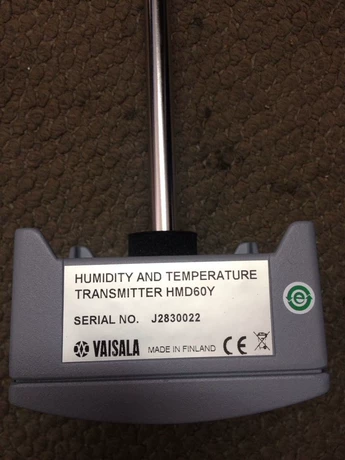 HUMIDITY AND TEMPERATURE
TRANSMITTER HMD60Y
SERIAL NO. J2830022
VAISALA MADE IN FINLAND CE
e